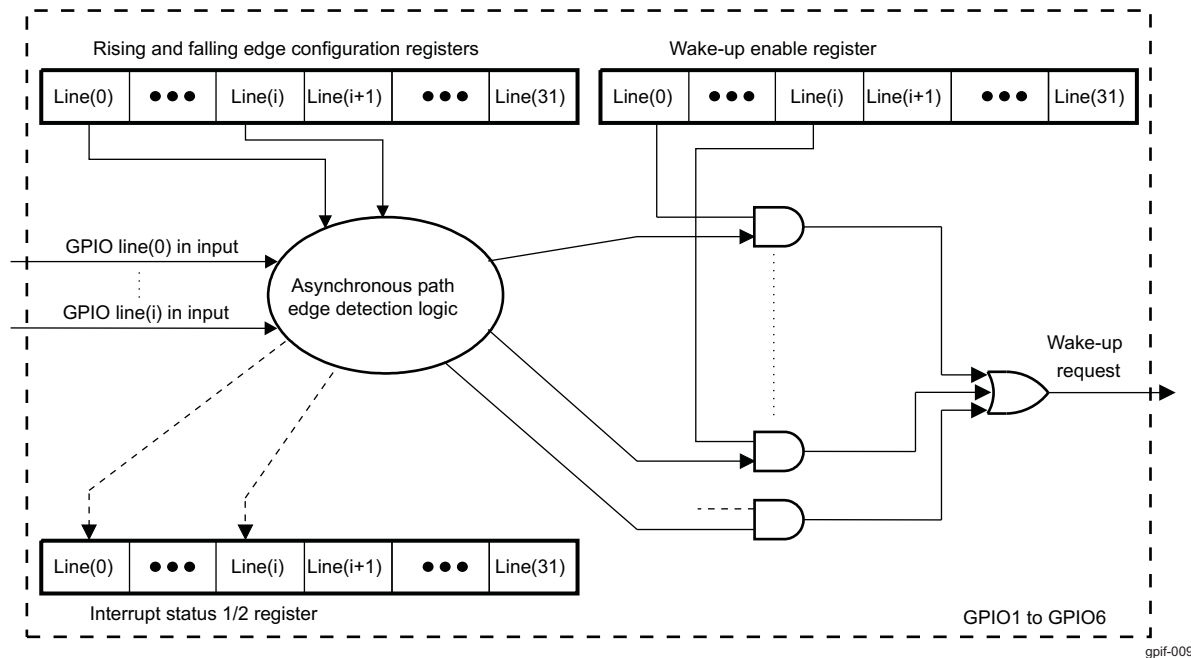 Rising and falling edge configuration registers
Wake-up enable register
Line(0) ●●● Line(i) Line(i+1) ●●● Line(31)
Line(0) ●●● Line(i) Line(i+1) ●●● Line(31)
GPIO line(0) in input
GPIO line(i) in input
Asynchronous path
edge detection logic
Wake-up
request
Line(0) ●●● Line(i) Line(i+1) ●●● Line(31)
Interrupt status 1/2 register
GPIO1 to GPIO6
gpif-009